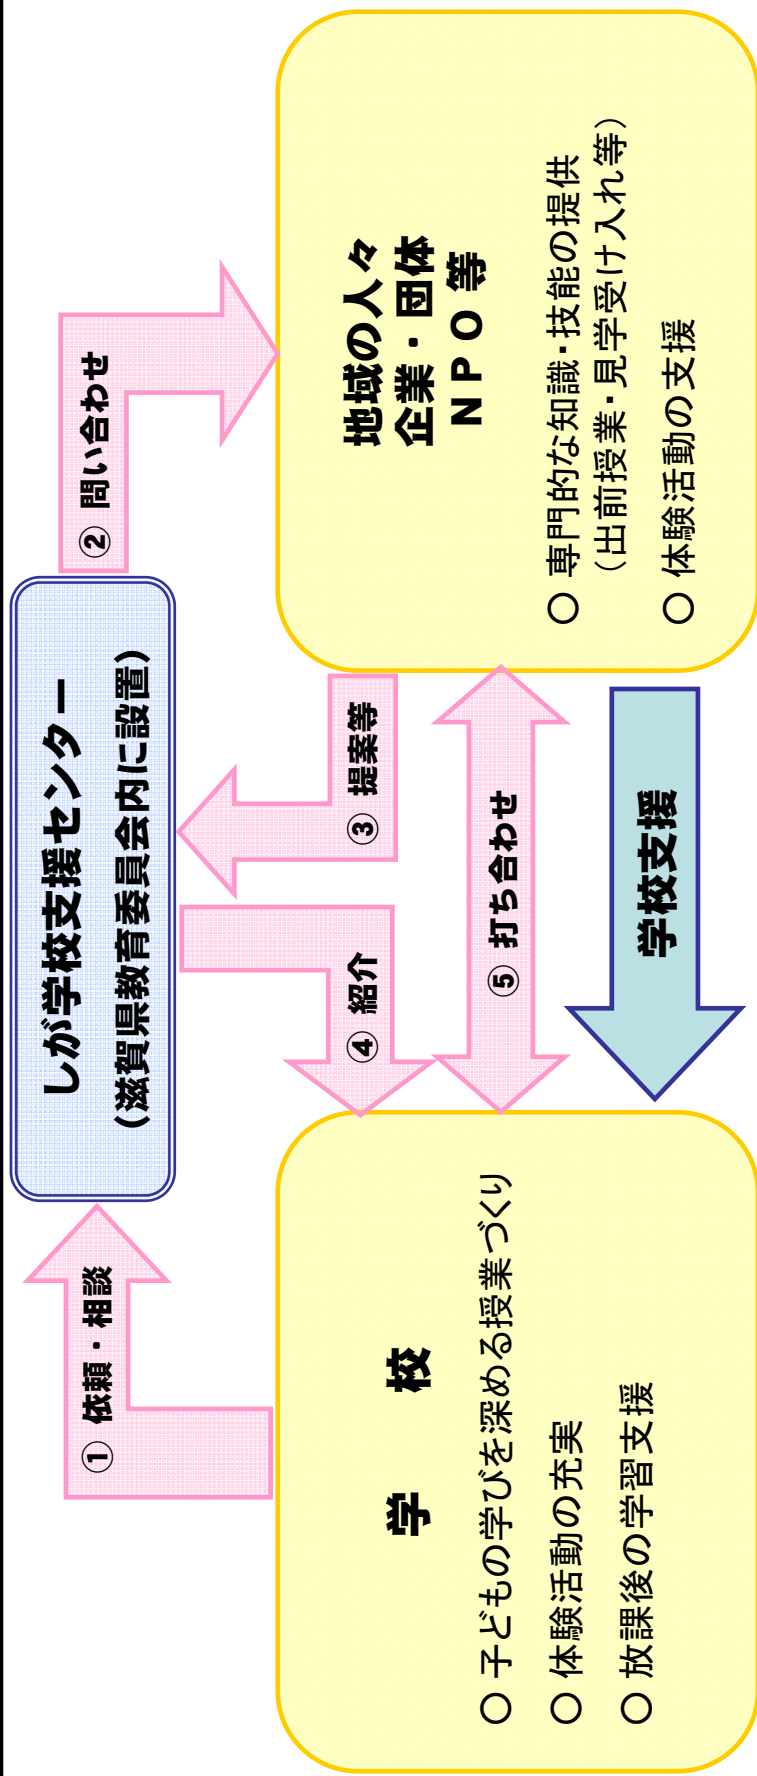 しが学校支援センター
（滋賀県教育委員会内に設置）
① 依頼・相談
② 問い合わせ
③ 提案等
④ 紹介
⑤ 打ち合わせ
学校支援
学　校
○ 子どもの学びを深める授業づくり
○ 体験活動の充実
○ 放課後の学習支援
地域の人々
企業・団体
ＮＰＯ等
○ 専門的な知識・技能の提供
（出前授業・見学受け入れ等）
○ 体験活動の支援